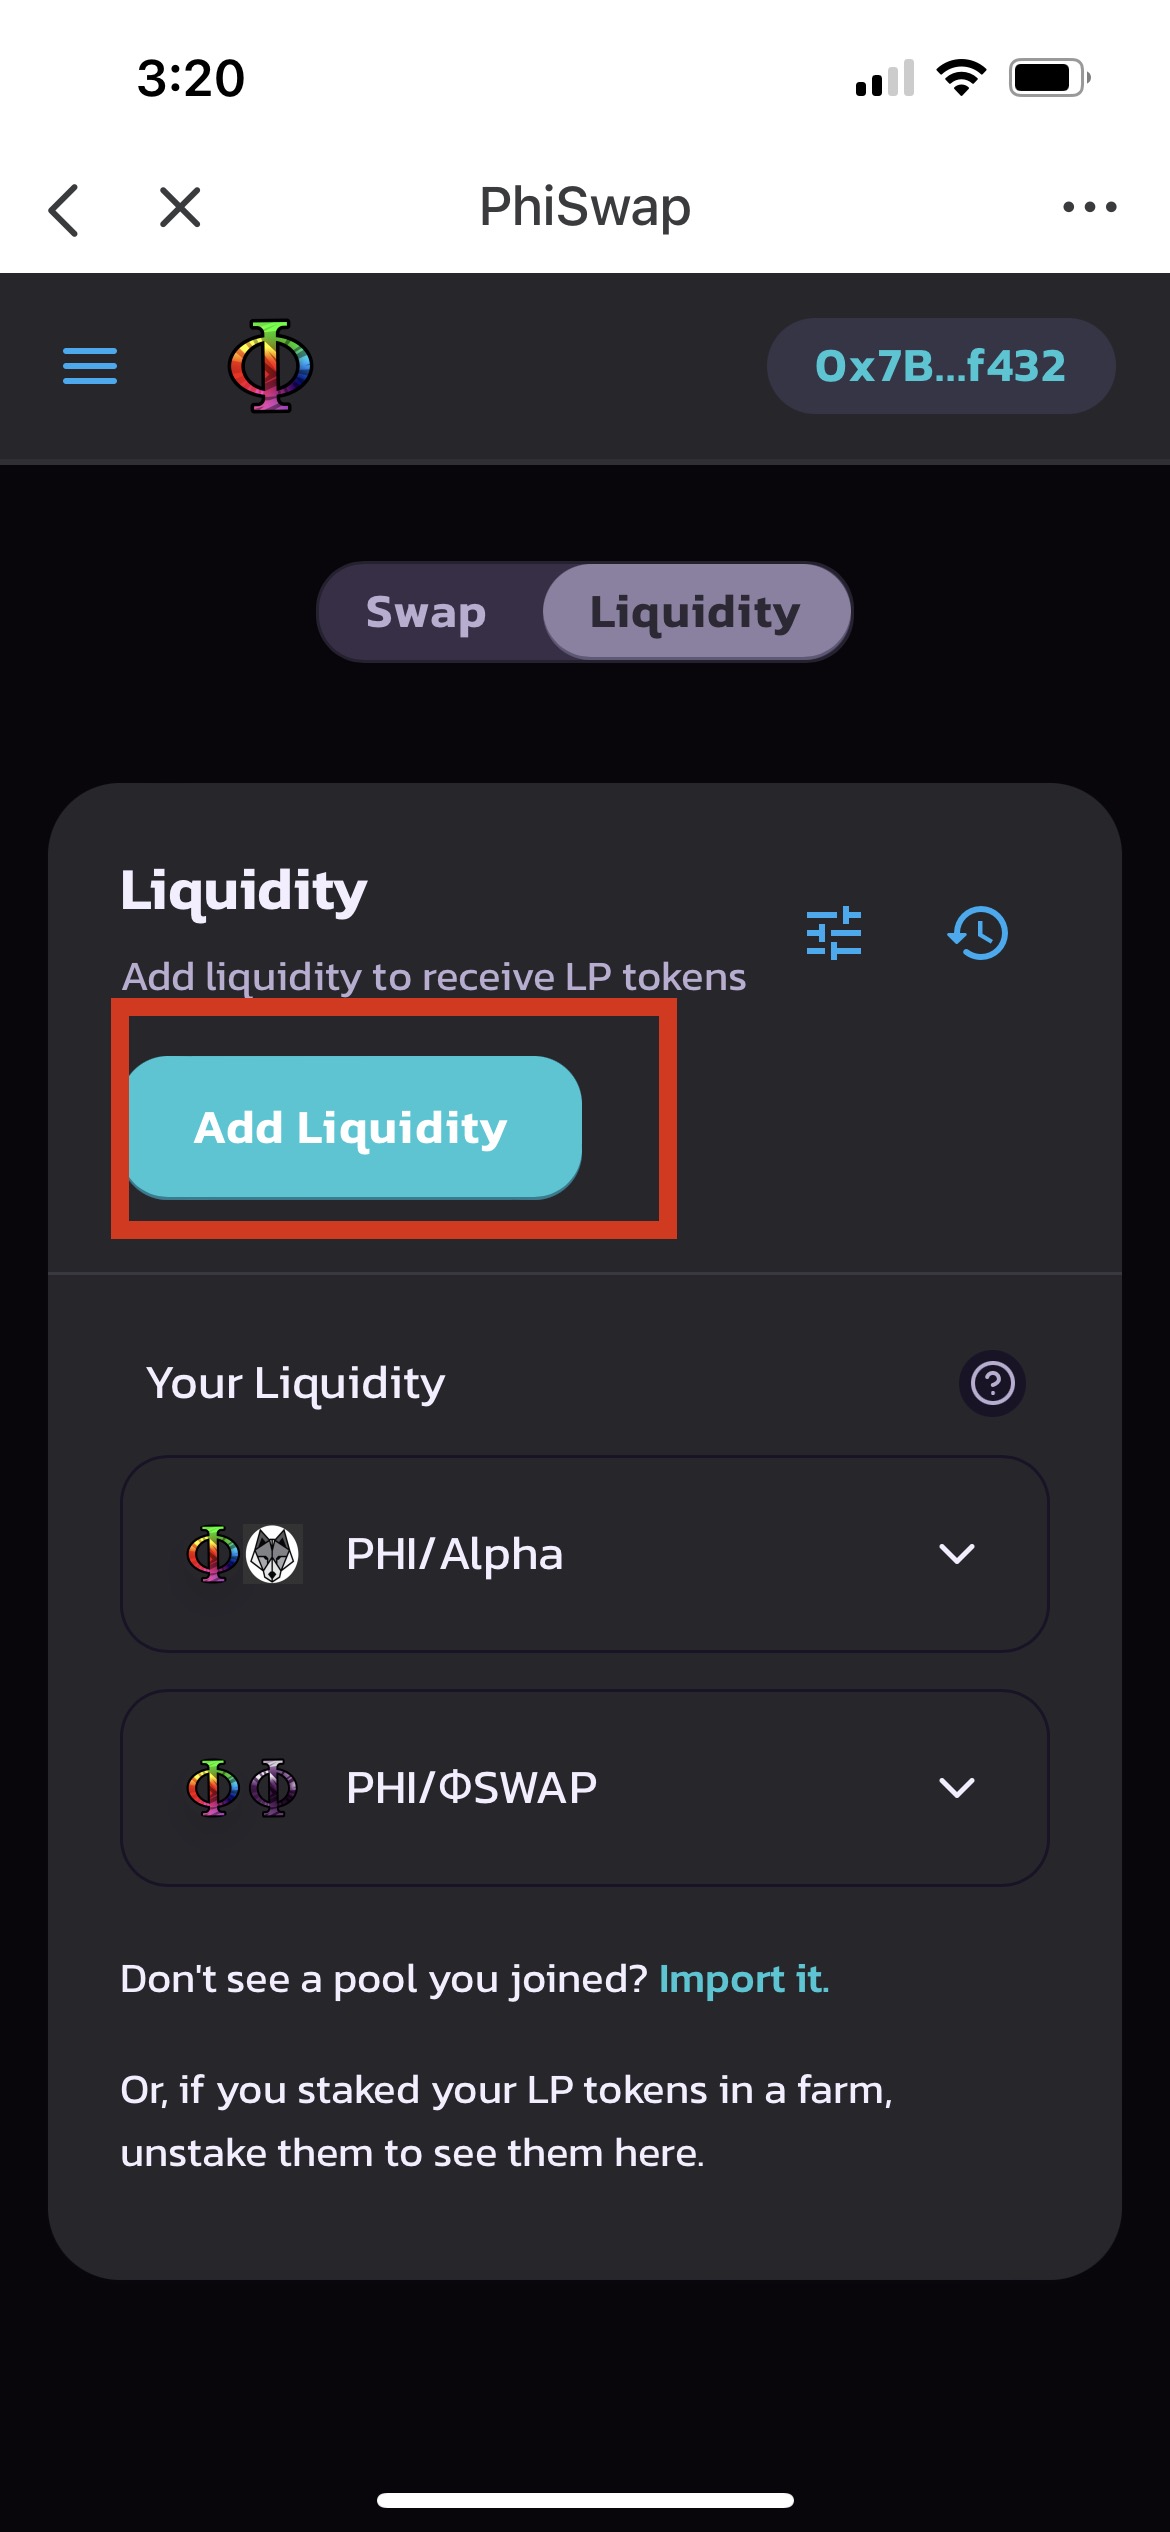 3:20
PhiSwap
0x7B...f432
Swap
Liquidity
Liquidity
Add liquidity to receive LP tokens
Add Liquidity
Your Liquidity
PHI/Alpha
PHI/ΦSWAP
Don't see a pool you joined? Import it.
Or, if you staked your LP tokens in a farm,
unstake them to see them here.